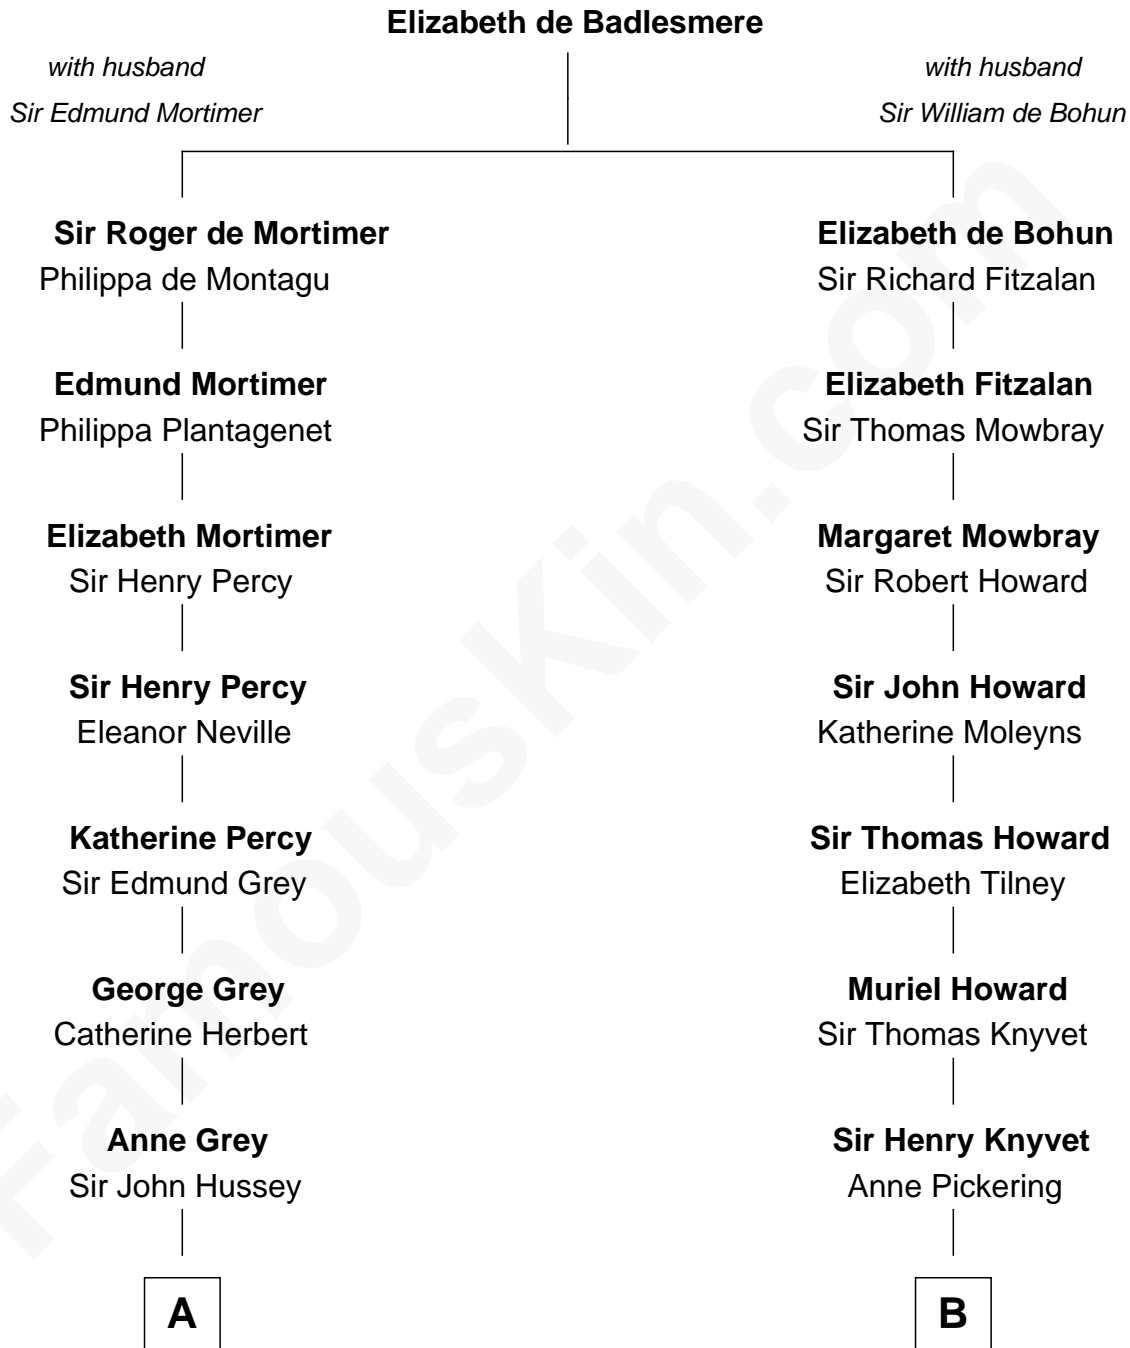 Elizabeth de Badlesmere
with husband
Sir Edmund Mortimer
with husband
Sir William de Bohun
Sir Roger de Mortimer
Philippa de Montagu
Elizabeth de Bohun
Sir Richard Fitzalan
Edmund Mortimer
Philippa Plantagenet
Elizabeth Fitzalan
Sir Thomas Mowbray
Elizabeth Mortimer
Sir Henry Percy
Margaret Mowbray
Sir Robert Howard
Sir Henry Percy
Eleanor Neville
Sir John Howard
Katherine Moleyns
Katherine Percy
Sir Edmund Grey
Sir Thomas Howard
Elizabeth Tilney
George Grey
Catherine Herbert
Muriel Howard
Sir Thomas Knyvet
Anne Grey
Sir John Hussey
Sir Henry Knyvet
Anne Pickering
A
B
FamousKin.com